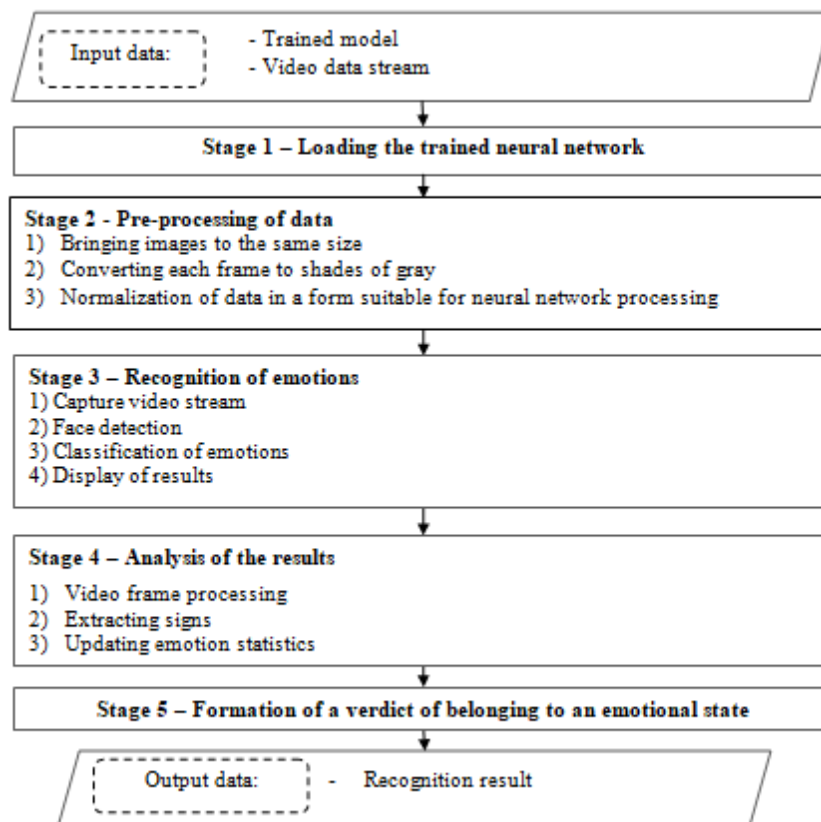 Input data:
- Trained model
- Video data stream
Stage 1 – Loading the trained neural network
Stage 2 - Pre-processing of data
1) Bringing images to the same size
2) Converting each frame to shades of gray
3) Normalization of data in a form suitable for neural network processing
Stage 3 – Recognition of emotions
1) Capture video stream
2) Face detection
3) Classification of emotions
4) Display of results
Stage 4 – Analysis of the results
1) Video frame processing
2) Extracting signs
3) Updating emotion statistics
Stage 5 – Formation of a verdict of belonging to an emotional state
Output data: - Recognition result